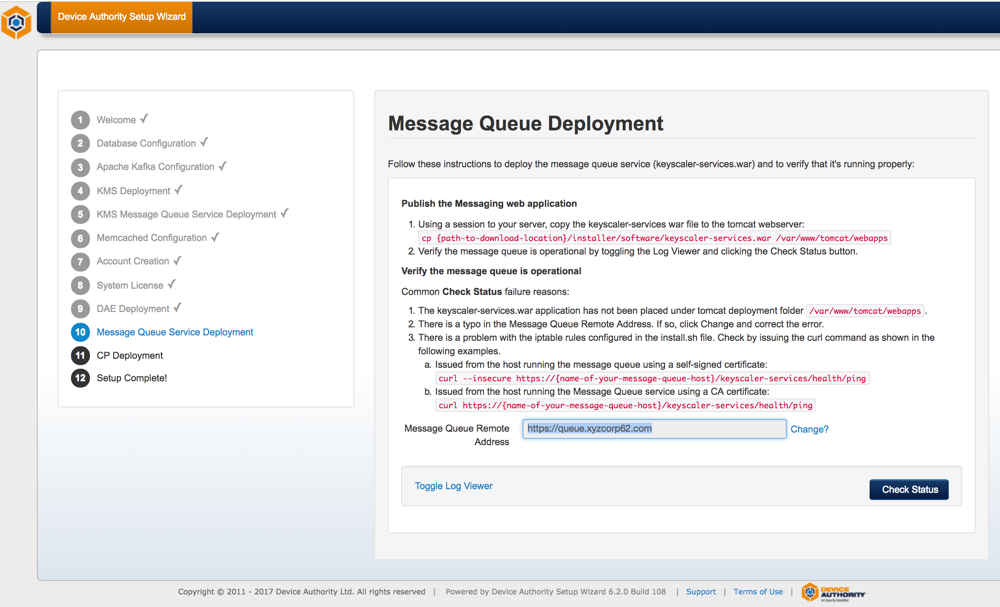 Device Authority Setup Wizard
1 Welcome ✓
2 Database Configuration ✓
3 Apache Kafka Configuration ✓
4 KMS Deployment ✓
5 KMS Message Queue Service Deployment ✓
6 Memcached Configuration ✓
7 Account Creation ✓
8 System License ✓
9 DAE Deployment ✓
10 Message Queue Service Deployment
11 CP Deployment
12 Setup Complete!
Message Queue Deployment
Follow these instructions to deploy the message queue service (keyscaler-services.war) and to verify that it's running properly:
Publish the Messaging web application
1. Using a session to your server, copy the keyscaler-services war file to the tomcat webserver:
cp {path-to-download-location}/installer/software/keyscaler-services.war /var/www/tomcat/webapps
2. Verify the message queue is operational by toggling the Log Viewer and clicking the Check Status button.
Verify the message queue is operational
Common Check Status failure reasons:
1. The keyscaler-services.war application has not been placed under tomcat deployment folder /var/www/tomcat/webapps .
2. There is a typo in the Message Queue Remote Address. If so, click Change and correct the error.
3. There is a problem with the iptable rules configured in the install.sh file. Check by issuing the curl command as shown in the
following examples.
a. Issued from the host running the message queue using a self-signed certificate:
curl --insecure https://{name-of-your-message-queue-host}/keyscaler-services/health/ping
b. Issued from the host running the Message Queue service using a CA certificate:
curl https://{name-of-your-message-queue-host}/keyscaler-services/health/ping
Message Queue Remote https://queue.xyzcorp62.com Change?
Address
Toggle Log Viewer Check Status
Copyright © 2011 - 2017 Device Authority Ltd. All rights reserved | Powered by Device Authority Setup Wizard 6.2.0 Build 108 | Support | Terms of Use |
DEVICE
AUTHORITY
IoT Security Simplified